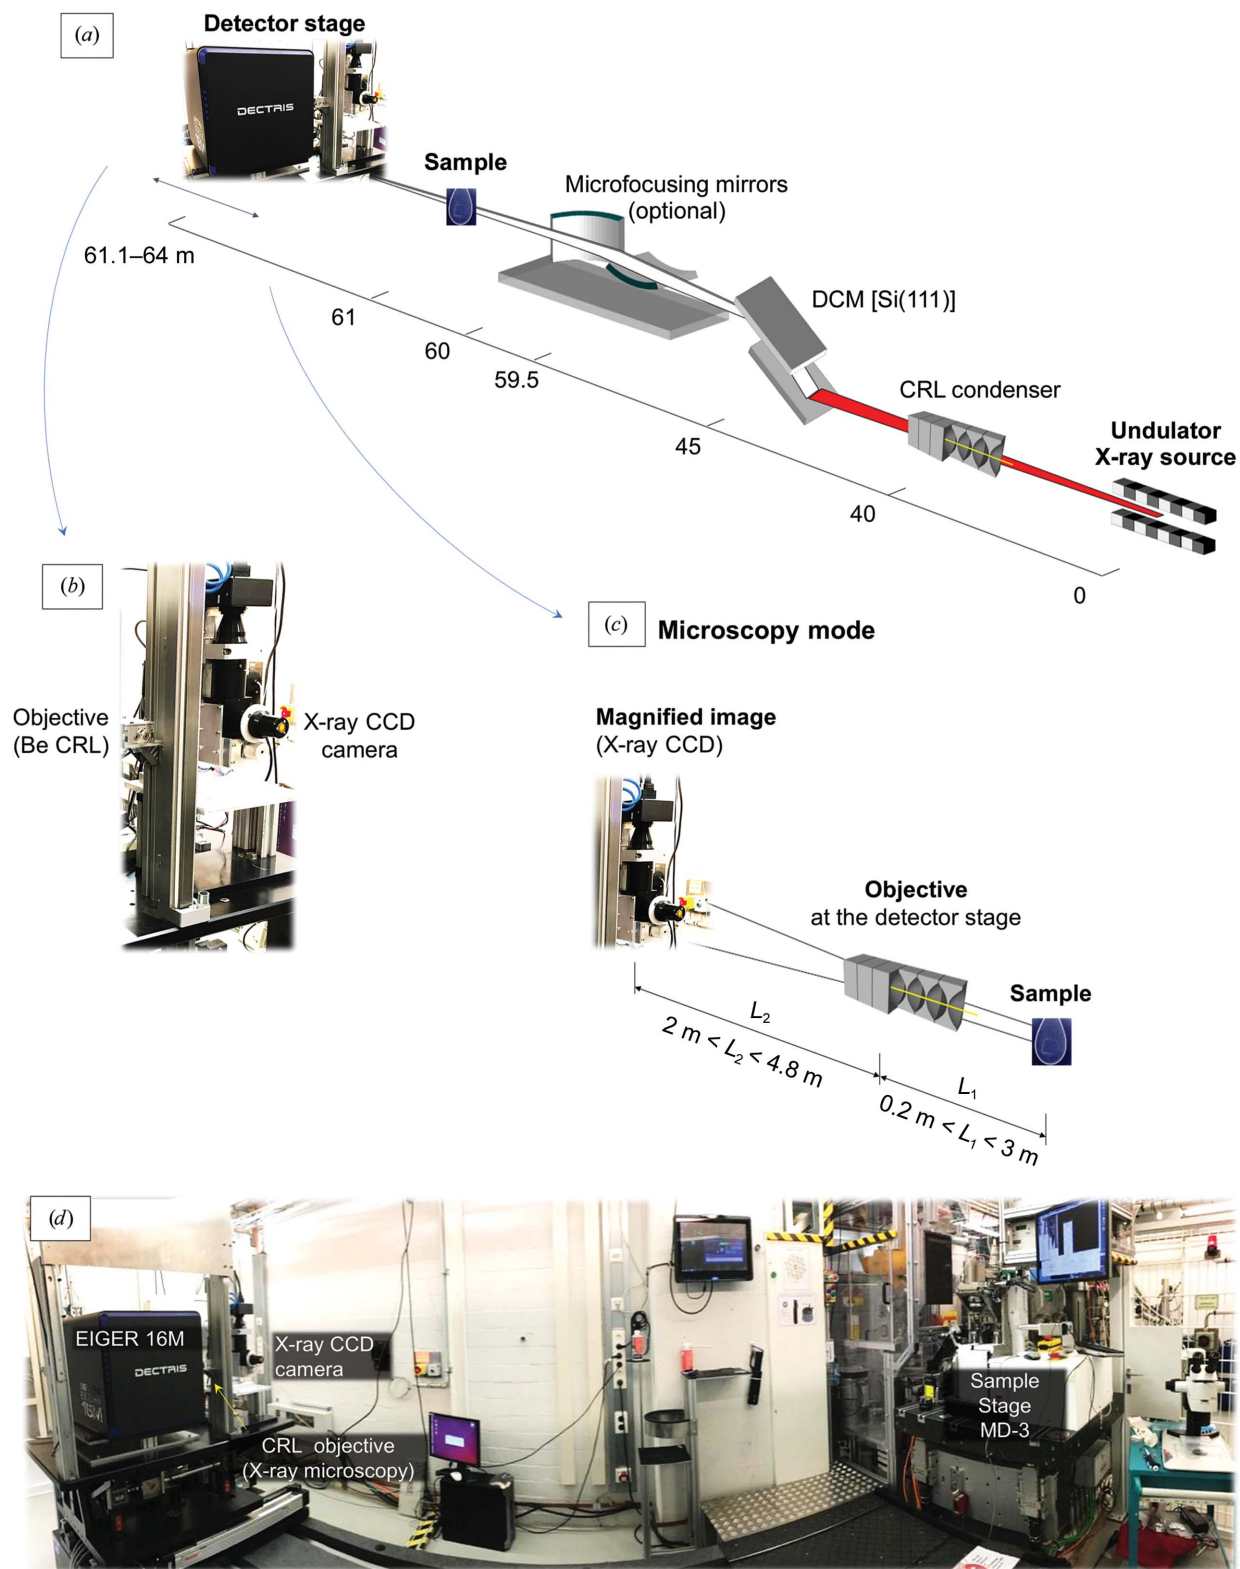 (a)
Detector stage
DECTRIS
Sample
Microfocusing mirrors
(optional)
DCM [Si(111)]
CRL condenser
Undulator
X-ray source
61.1–64 m
61
60
59.5
45
40
0
(b)
Objective
(Be CRL)
X-ray CCD
camera
(c)
Microscopy mode
Magnified image
(X-ray CCD)
Objective
at the detector stage
Sample
L2
2 m < L2 < 4.8 m
L1
0.2 m < L1 < 3 m
(d)
EIGER 16M
DECTRIS
16M
X-ray CCD
camera
CRL objective
(X-ray microscopy)
Sample
Stage
MD-3